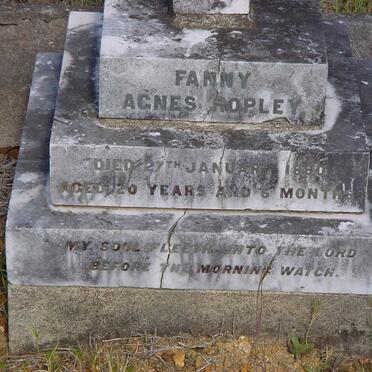 FANNY
AGNES HOPLEY
DIED 27TH JANUARY
AGED 20 YEARS AND 6 MONTHS
MY SOUL FLEETH UNTO THE LORD
BEFORE THE MORNING WATCH.